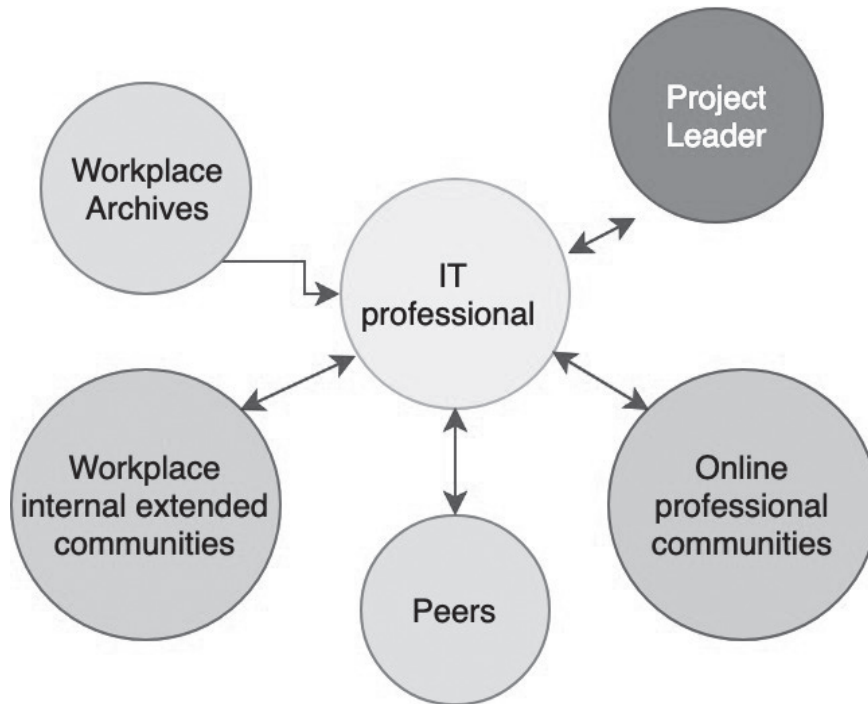 Project
Leader
Workplace
Archives
IT
professional
Workplace
internal extended
communities
Online
professional
communities
Peers